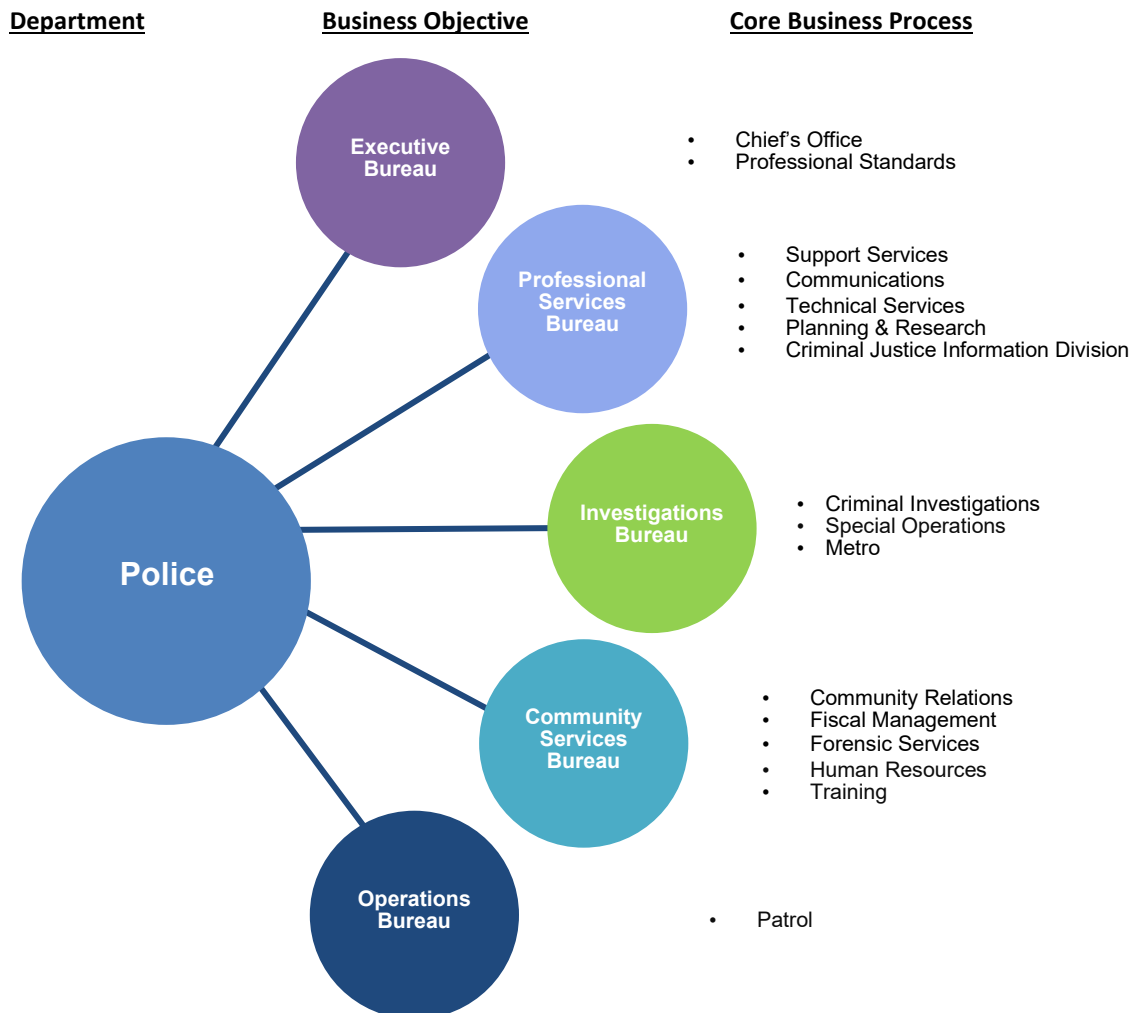 Department
Business Objective
Core Business Process
Executive
Bureau
• Chief's Office
• Professional Standards
Professional
Services
Bureau
• Support Services
• Communications
• Technical Services
• Planning & Research
• Criminal Justice Information Division
Police
Investigations
Bureau
• Criminal Investigations
• Special Operations
• Metro
Community
Services
Bureau
• Community Relations
• Fiscal Management
• Forensic Services
• Human Resources
• Training
Operations
Bureau
• Patrol